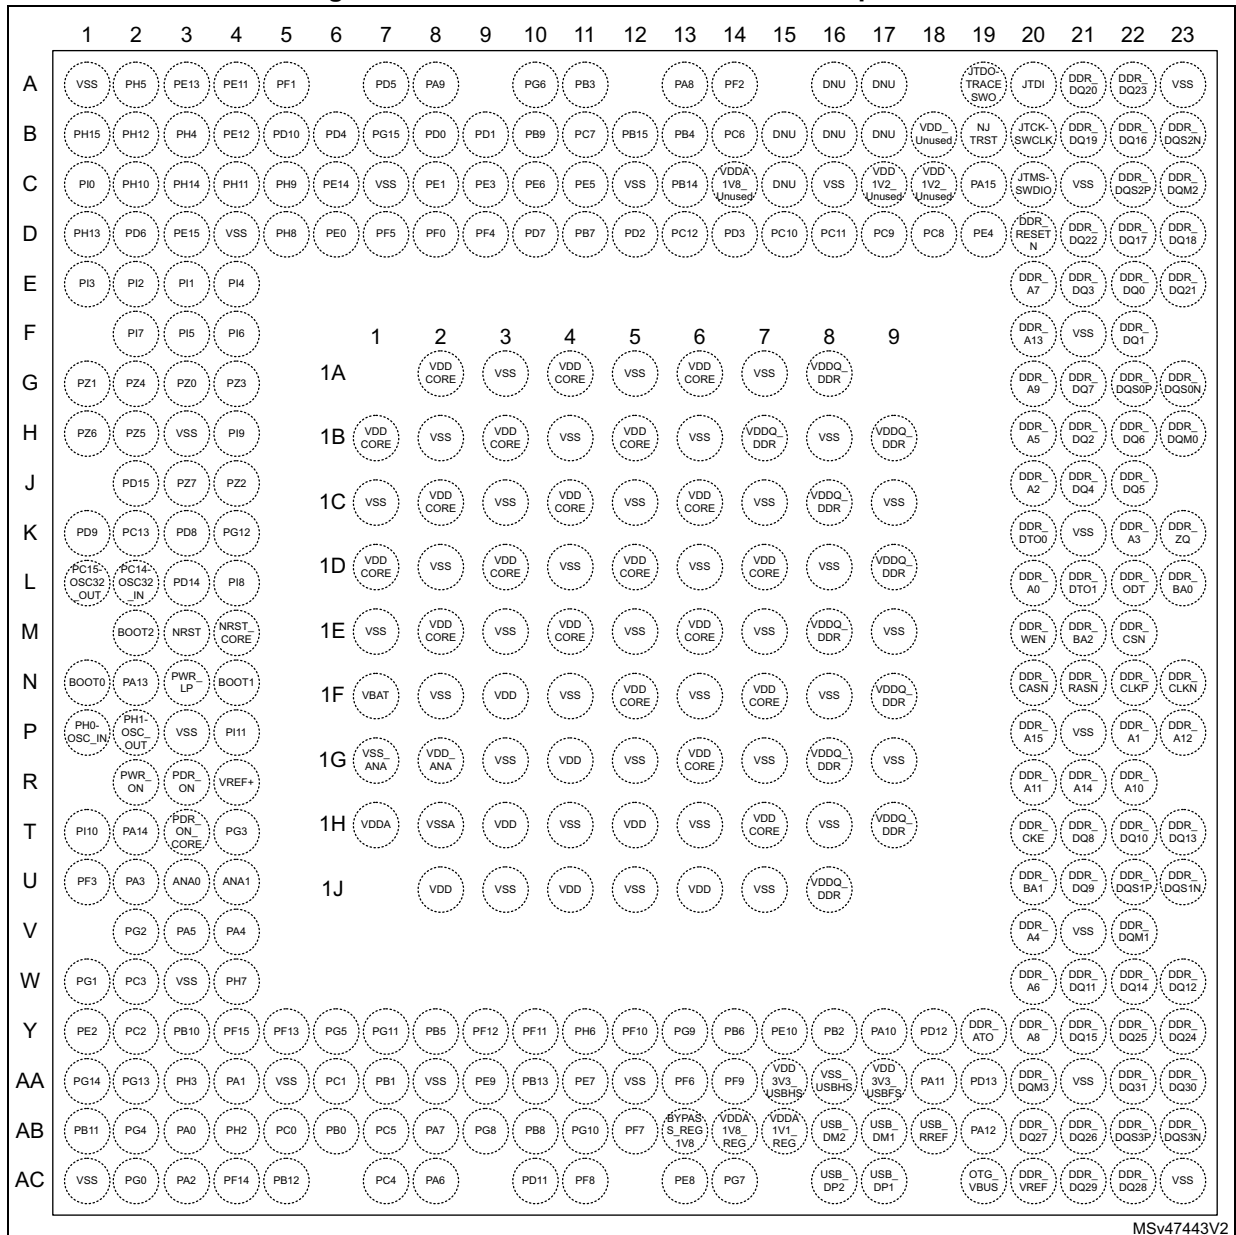 1 2 3 4 5 6 7 8 9 10 11 12 13 14 15 16 17 18 19 20 21 22 23
A VSS PH5 PE13 PE11 PF1 PD5 PA9 PG6 PB3 PA8 PF2 DNU DNU JTDO-TRACESWO JTDI DDR_DQ20 DDR_DQ23 VSS
B PH15 PH12 PH4 PE12 PD10 PD4 PG15 PD0 PD1 PB9 PC7 PB15 PB4 PC6 DNU DNU DNU VDD_Unused NJTRST JTCK-SWCLK DDR_DQ19 DDR_DQ16 DDR_DQS2N
C PI0 PH10 PH14 PH11 PH9 PE14 VSS PE1 PE3 PE6 PE5 VSS PB14 VDDA1V8_Unused DNU VSS VDD1V2_Unused VDD1V2_Unused PA15 JTMS-SWDIO VSS DDR_DQS2P DDR_DQM2
D PH13 PD6 PE15 VSS PH8 PE0 PF5 PF0 PF4 PD7 PB7 PD2 PC12 PD3 PC10 PC11 PC9 PC8 PE4 DDR_RESETN DDR_DQ22 DDR_DQ17 DDR_DQ18
E PI3 PI2 PI1 PI4 DDR_A7 DDR_DQ3 DDR_DQ0 DDR_DQ21
F PI7 PI5 PI6 DDR_A13 VSS DDR_DQ1
1 2 3 4 5 6 7 8 9
1A VDDCORE VSS VDDCORE VSS VDDCORE VSS VDDQ_DDR
G PZ1 PZ4 PZ0 PZ3 DDR_A9 DDR_DQ7 DDR_DQS0P DDR_DQS0N
H PZ6 PZ5 VSS PI9 DDR_A5 DDR_DQ2 DDR_DQ6 DDR_DQM0
1B VDDCORE VSS VDDCORE VSS VDDCORE VSS VDDQ_DDR VSS VDDQ_DDR
J PD15 PZ7 PZ2 DDR_A2 DDR_DQ4 DDR_DQ5
1C VSS VDDCORE VSS VDDCORE VSS VDDCORE VSS VDDQ_DDR VSS
K PD9 PC13 PD8 PG12 DDR_DTO0 VSS DDR_A3 DDR_ZQ
1D VDDCORE VSS VDDCORE VSS VDDCORE VSS VDDCORE VSS VDDQ_DDR
L PC15-OSC32_OUT PC14-OSC32_IN PD14 PI8 DDR_A0 DDR_DTO1 DDR_ODT DDR_BA0
M BOOT2 NRST NRST_CORE DDR_WEN DDR_BA2 DDR_CSN
1E VSS VDDCORE VSS VDDCORE VSS VDDCORE VSS VDDQ_DDR VSS
N BOOT0 PA13 PWR_LP BOOT1 DDR_CASN DDR_RASN DDR_CLKP DDR_CLKN
1F VBAT VSS VDD VSS VDDCORE VSS VDDCORE VSS VDDQ_DDR
P PH0-OSC_IN PH1-OSC_OUT VSS PI11 DDR_A15 VSS DDR_A1 DDR_A12
1G VSS_ANA VDD_ANA VSS VDD VSS VDDCORE VSS VDDQ_DDR VSS
R PWR_ON PDR_ON VREF+ DDR_A11 DDR_A14 DDR_A10
1H VDDA VSSA VDD VSS VDD VSS VDDCORE VSS VDDQ_DDR
T PI10 PA14 PDR_ON_CORE PG3 DDR_CKE DDR_DQ8 DDR_DQ10 DDR_DQ13
U PF3 PA3 ANA0 ANA1 DDR_BA1 DDR_DQ9 DDR_DQS1P DDR_DQS1N
1J VDD VSS VDD VSS VDD VSS VDDQ_DDR
V PG2 PA5 PA4 DDR_A4 VSS DDR_DQM1
W PG1 PC3 VSS PH7 DDR_A6 DDR_DQ11 DDR_DQ14 DDR_DQ12
Y PE2 PC2 PB10 PF15 PF13 PG5 PG11 PB5 PF12 PF11 PH6 PF10 PG9 PB6 PE10 PB2 PA10 PD12 DDR_ATO DDR_A8 DDR_DQ15 DDR_DQ25 DDR_DQ24
AA PG14 PG13 PH3 PA1 VSS PC1 PB1 VSS PE9 PB13 PE7 VSS PF6 PF9 VDD3V3_USBHS VSS_USBHS VDD3V3_USBFS PA11 PD13 DDR_DQM3 VSS DDR_DQ31 DDR_DQ30
AB PB11 PG4 PA0 PH2 PC0 PB0 PC5 PA7 PG8 PB8 PG10 PF7 BYPASS_REG1V8 VDDA1V8_REG VDDA1V1_REG USB_DM2 USB_DM1 USB_RREF PA12 DDR_DQ27 DDR_DQ26 DDR_DQS3P DDR_DQS3N
AC VSS PG0 PA2 PF14 PB12 PC4 PA6 PD11 PF8 PE8 PG7 USB_DP2 USB_DP1 OTG_VBUS DDR_VREF DDR_DQ29 DDR_DQ28 VSS
MSv47443V2